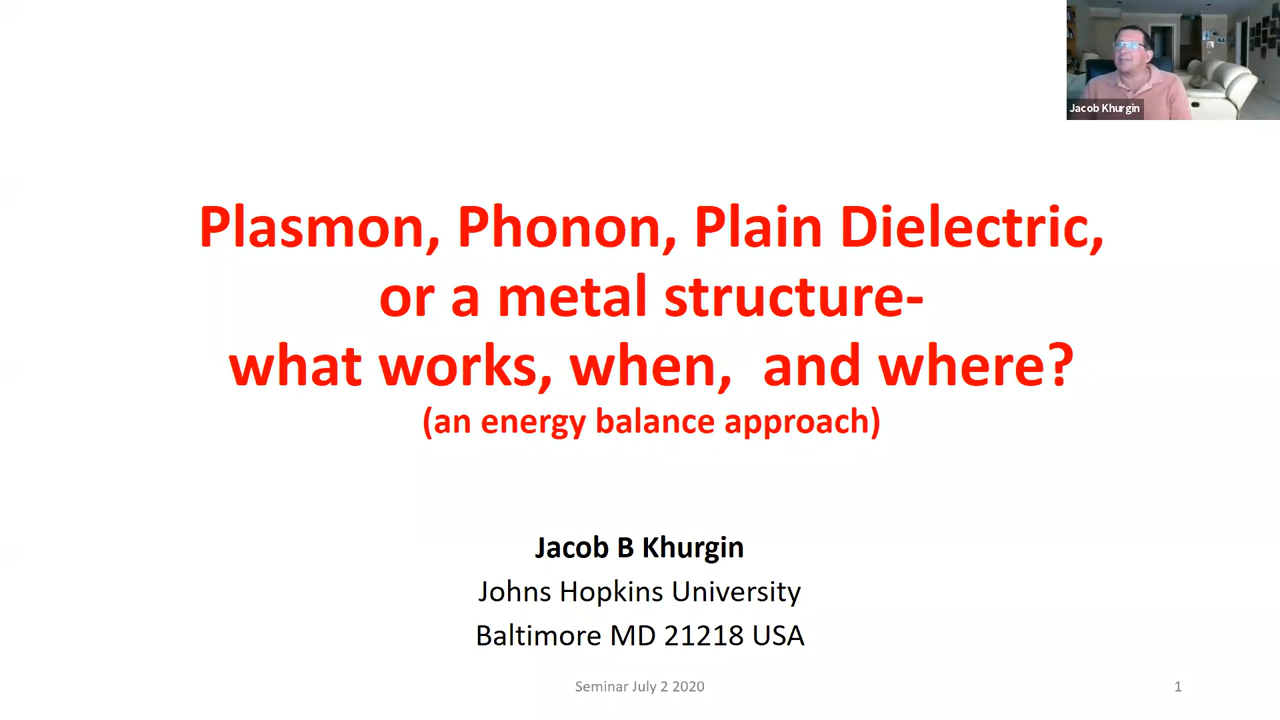 Jacob Khurgin
Plasmon, Phonon, Plain Dielectric,
or a metal structure-
what works, when, and where?
(an energy balance approach)
Jacob B Khurgin
Johns Hopkins University
Baltimore MD 21218 USA
Seminar July 2 2020
1